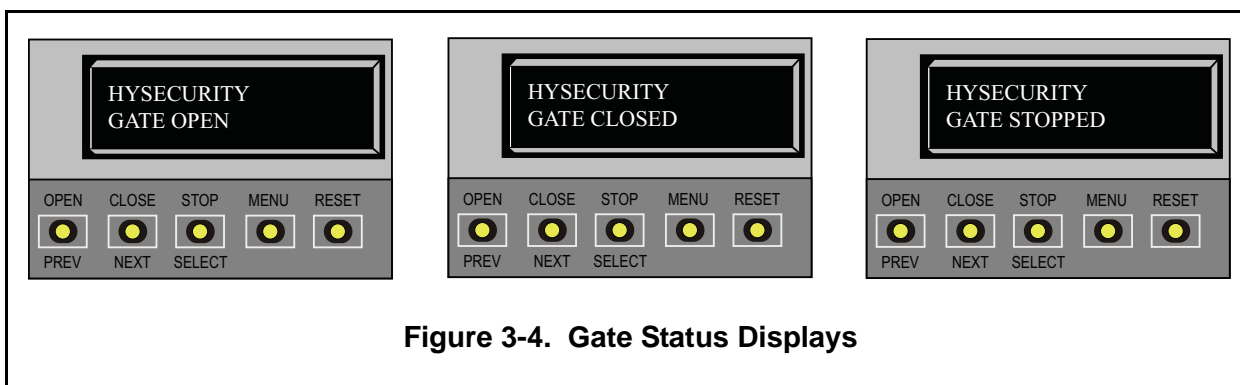 HYSECURITY
GATE OPEN
OPEN CLOSE STOP MENU RESET
PREV NEXT SELECT
HYSECURITY
GATE CLOSED
OPEN CLOSE STOP MENU RESET
PREV NEXT SELECT
HYSECURITY
GATE STOPPED
OPEN CLOSE STOP MENU RESET
PREV NEXT SELECT
Figure 3-4. Gate Status Displays